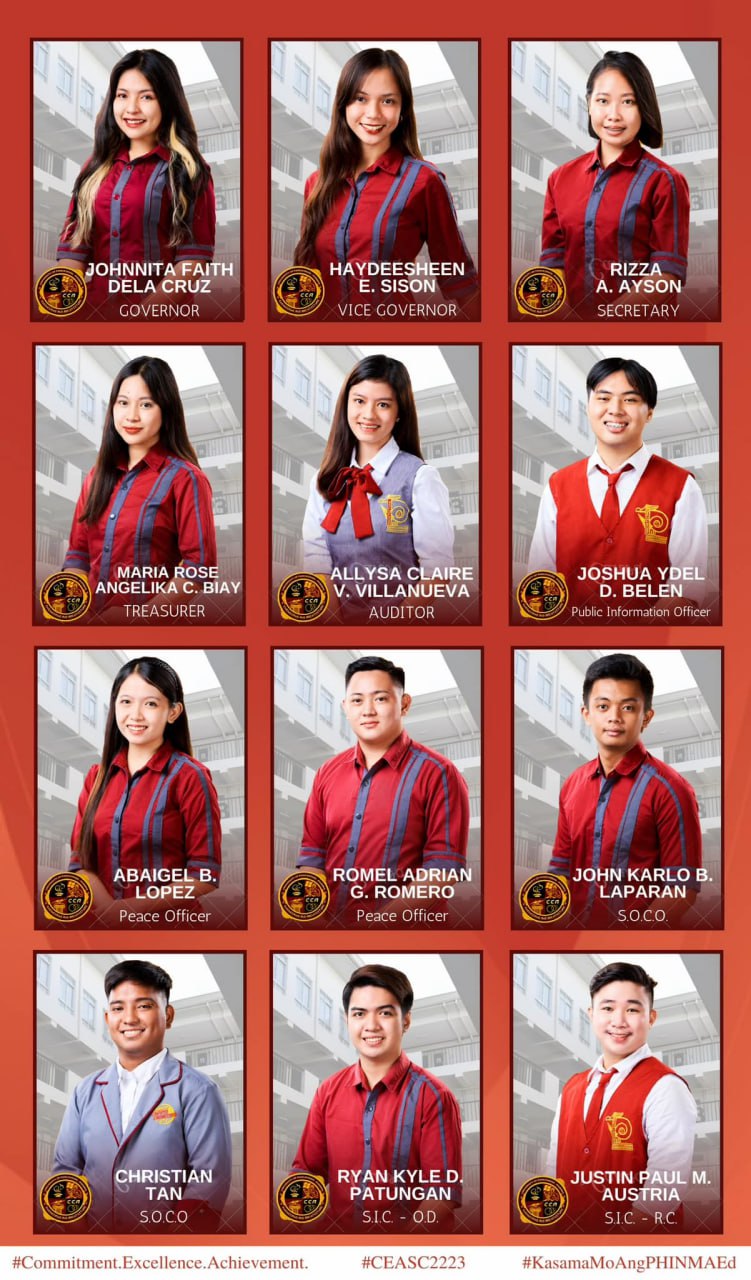 JOHNNITA FAITH
DELA CRUZ
GOVERNOR
HAYDEESHEEN
E. SISON
VICE GOVERNOR
RIZZA
A. AYSON
SECRETARY
MARIA ROSE
ANGELIKA C. BIAY
TREASURER
ALLYSA CLAIRE
V. VILLANUEVA
AUDITOR
JOSHUA YDEL
D. BELEN
Public Information Officer
ABAIGEL B.
LOPEZ
Peace Officer
ROMEL ADRIAN
G. ROMERO
Peace Officer
JOHN KARLO B.
LAPARAN
S.O.C.O.
CHRISTIAN
TAN
S.O.C.O
RYAN KYLE D.
PATUNGAN
S.I.C. - O.D.
JUSTIN PAUL M.
AUSTRIA
S.I.C. - R.C.
#Commitment.Excellence.Achievement. #CEASC2223 #KasamaMoAngPHINMAEd